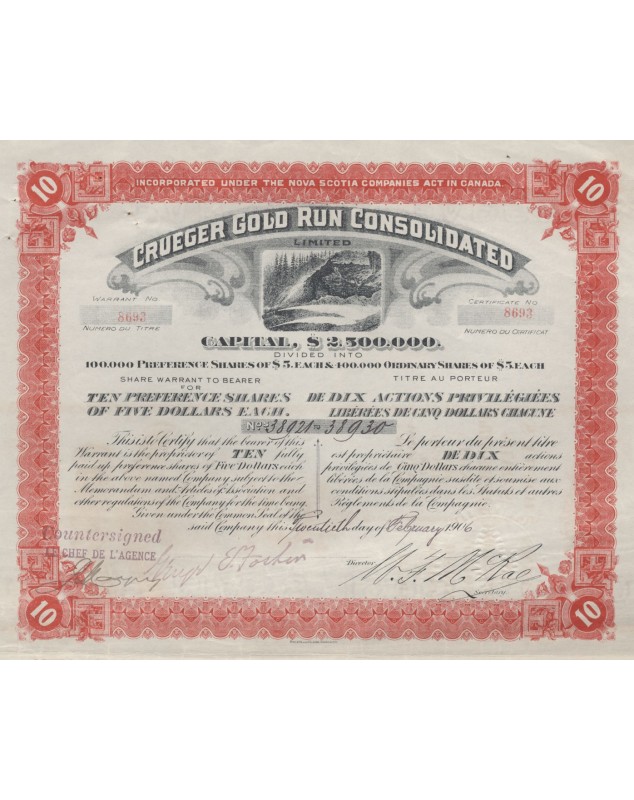 10
INCORPORATED UNDER THE NOVA SCOTIA COMPANIES ACT IN CANADA.
10
CRUEGER GOLD RUN CONSOLIDATED
LIMITED
WARRANT No.
8693
NUMERO DU TITRE
CERTIFICATE No
8693
NUMERO DU CERTIFICAT
CAPITAL, $ 2.500.000.
DIVIDED INTO
100.000 PREFERENCE SHARES OF $5. EACH & 400.000 ORDINARY SHARES OF $5. EACH
SHARE WARRANT TO BEARER
FOR
TEN PREFERENCE SHARES
OF FIVE DOLLARS EACH.
TITRE AU PORTEUR
DE DIX ACTIONS PRIVILÉGIÉES
LIBÉRÉES DE CINQ DOLLARS CHACUNE
Nos 38921 to 38930
This is to Certify that the bearer of this
Warrant is the proprietor of TEN fully
paid up preference shares of Five Dollars each
in the above named Company, subject to the
Memorandum and Articles of Association and
other regulations of the Company for the time being.
Given under the Common Seal of the
said Company this Twentieth day of February 1906
Le porteur du présent titre
est propriétaire DE DIX actions
privilégiées de Cinq Dollars chacune entièrement
libérées de la Compagnie susdite et soumise aux
conditions stipulées dans les Statuts et autres
Règlements de la Compagnie.
Countersigned
CHEF DE L'AGENCE
Director
W. F. McRae
Secretary.
10
10